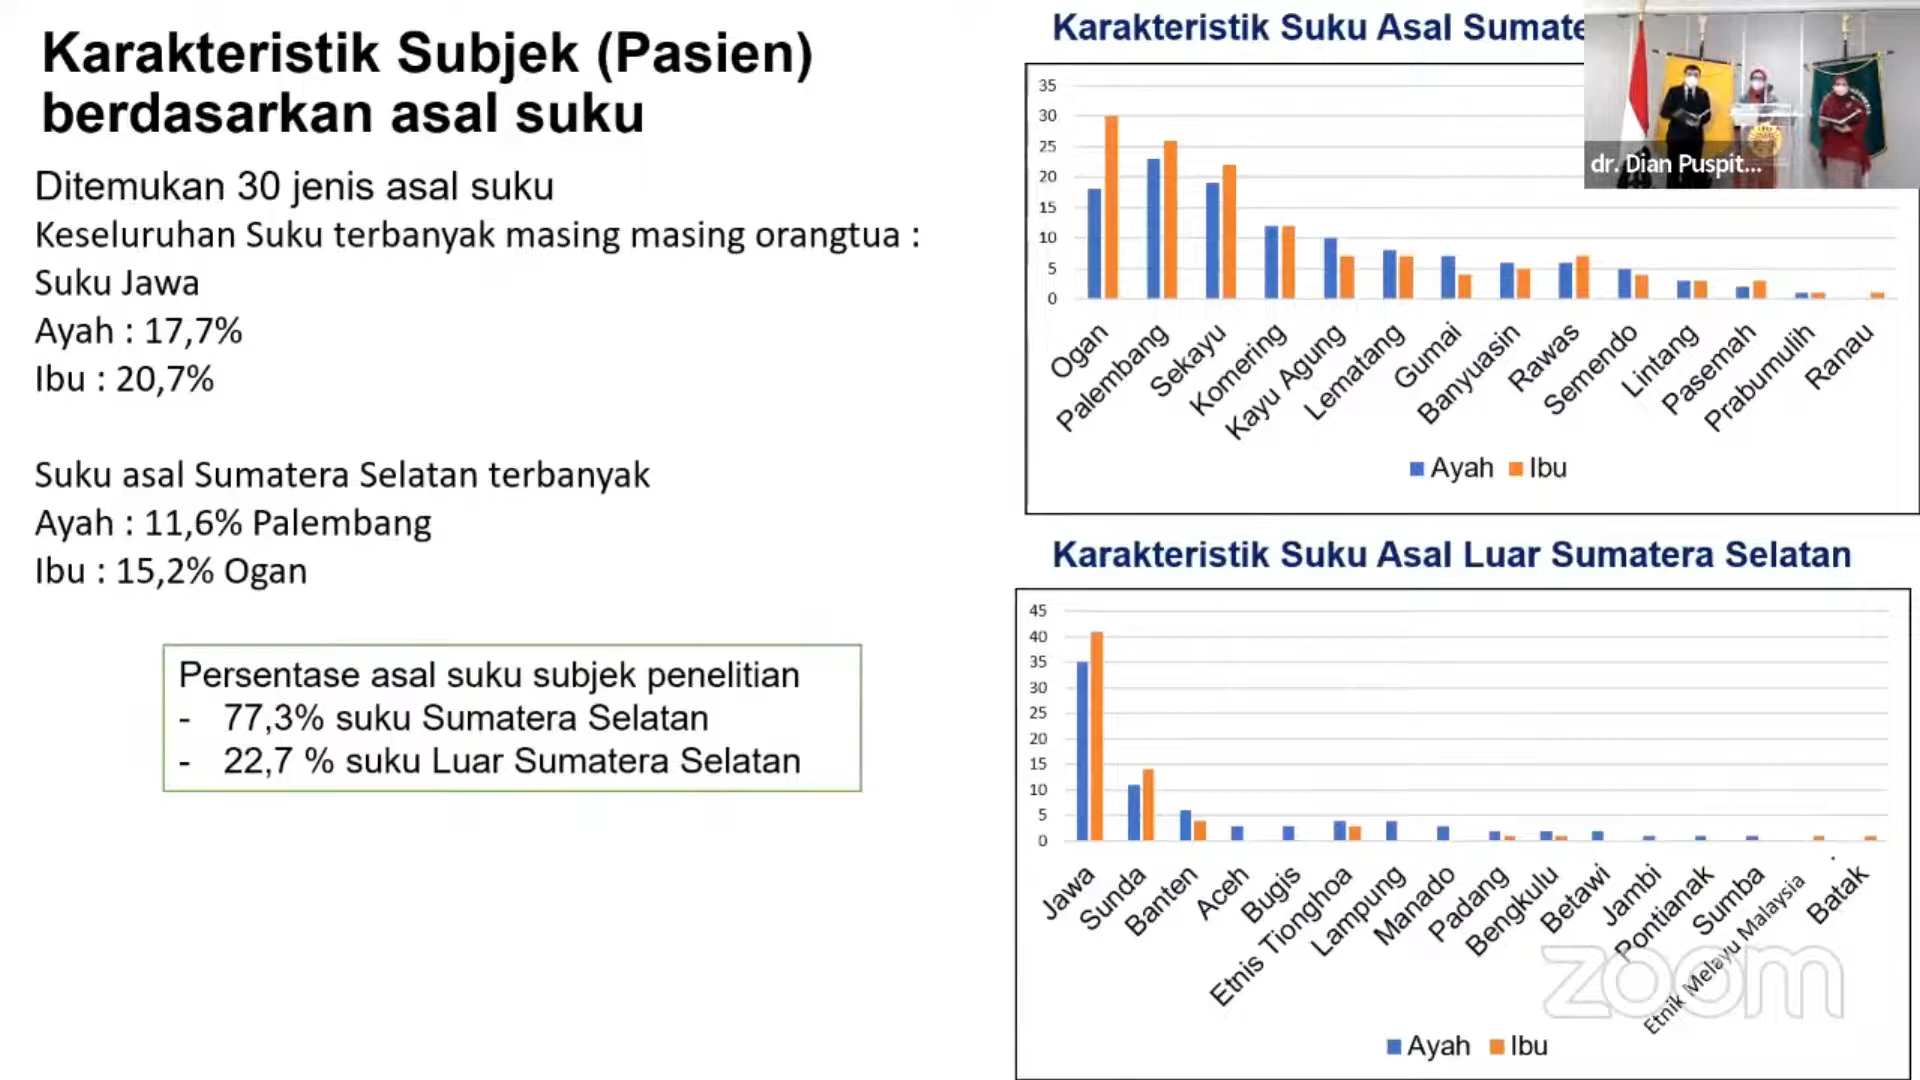 Karakteristik Subjek (Pasien)
berdasarkan asal suku
Ditemukan 30 jenis asal suku
Keseluruhan Suku terbanyak masing masing orangtua :
Suku Jawa
Ayah : 17,7%
Ibu : 20,7%
Suku asal Sumatera Selatan terbanyak
Ayah : 11,6% Palembang
Ibu : 15,2% Ogan
Persentase asal suku subjek penelitian
- 77,3% suku Sumatera Selatan
- 22,7 % suku Luar Sumatera Selatan
Karakteristik Suku Asal Sumate
dr. Dian Puspit...
35
30
25
20
15
10
5
0
Ogan
Palembang
Sekayu
Komering
Kayu Agung
Lematang
Gumai
Banyuasin
Rawas
Semendo
Lintang
Pasemah
Prabumulih
Ranau
Ayah Ibu
Karakteristik Suku Asal Luar Sumatera Selatan
45
40
35
30
25
20
15
10
5
0
Jawa
Sunda
Banten
Aceh
Bugis
Etnis Tionghoa
Lampung
Manado
Padang
Bengkulu
Betawi
Jambi
Pontianak
Sumba
Etnik Melayu Malaysia
Batak
Ayah Ibu
zoom